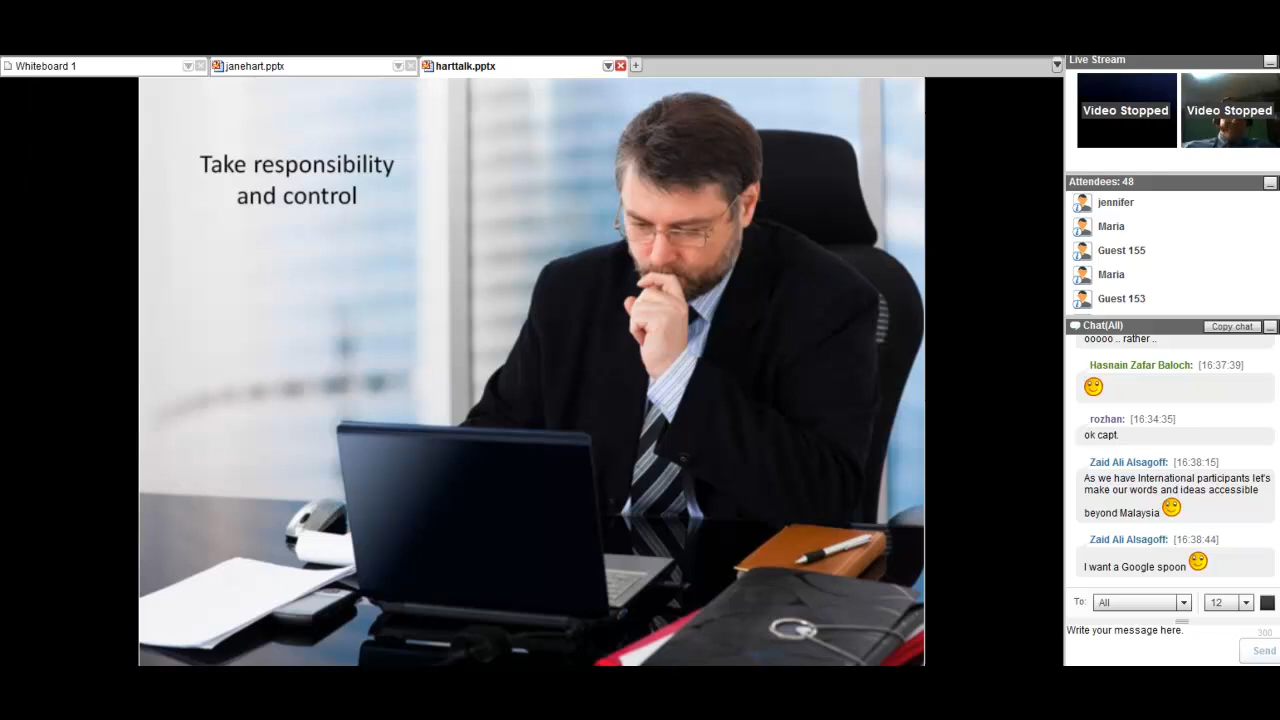 Whiteboard 1
janehart.pptx
harttalk.pptx
Take responsibility
and control
Live Stream
Video Stopped
Video Stopped
Attendees: 48
jennifer
Maria
Guest 155
Maria
Guest 153
Chat(All)
Copy chat
ooooo .. rather ..
Hasnain Zafar Baloch: [16:37:39]
rozhan: [16:34:35]
ok capt.
Zaid Ali Alsagoff: [16:38:15]
As we have International participants let's
make our words and ideas accessible
beyond Malaysia
Zaid Ali Alsagoff: [16:38:44]
I want a Google spoon
To: All 12
Write your message here.
300
Send